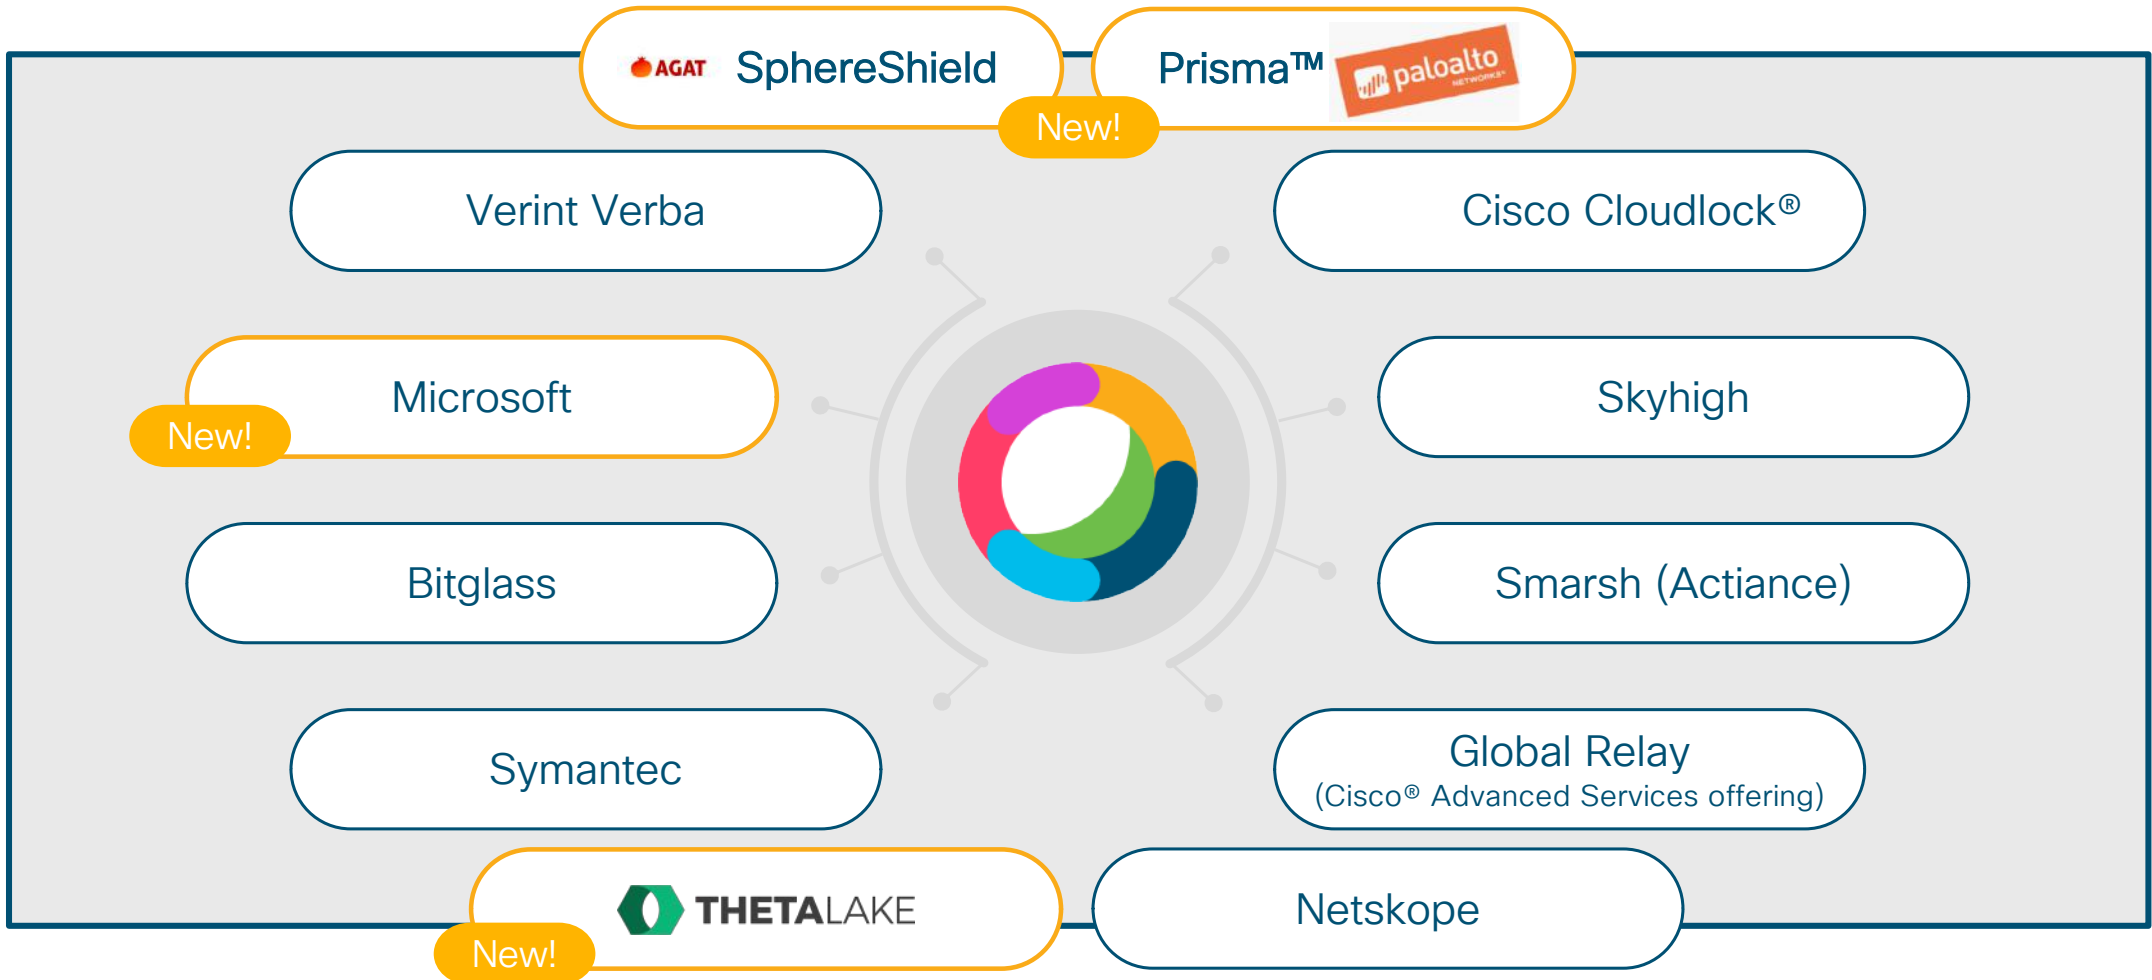 AGAT SphereShield
Prisma™ paloalto
NETWORKS®
New!
Verint Verba
Cisco Cloudlock®
Microsoft
New!
Skyhigh
Bitglass
Smarsh (Actiance)
Symantec
Global Relay
(Cisco® Advanced Services offering)
THETALAKE
New!
Netskope